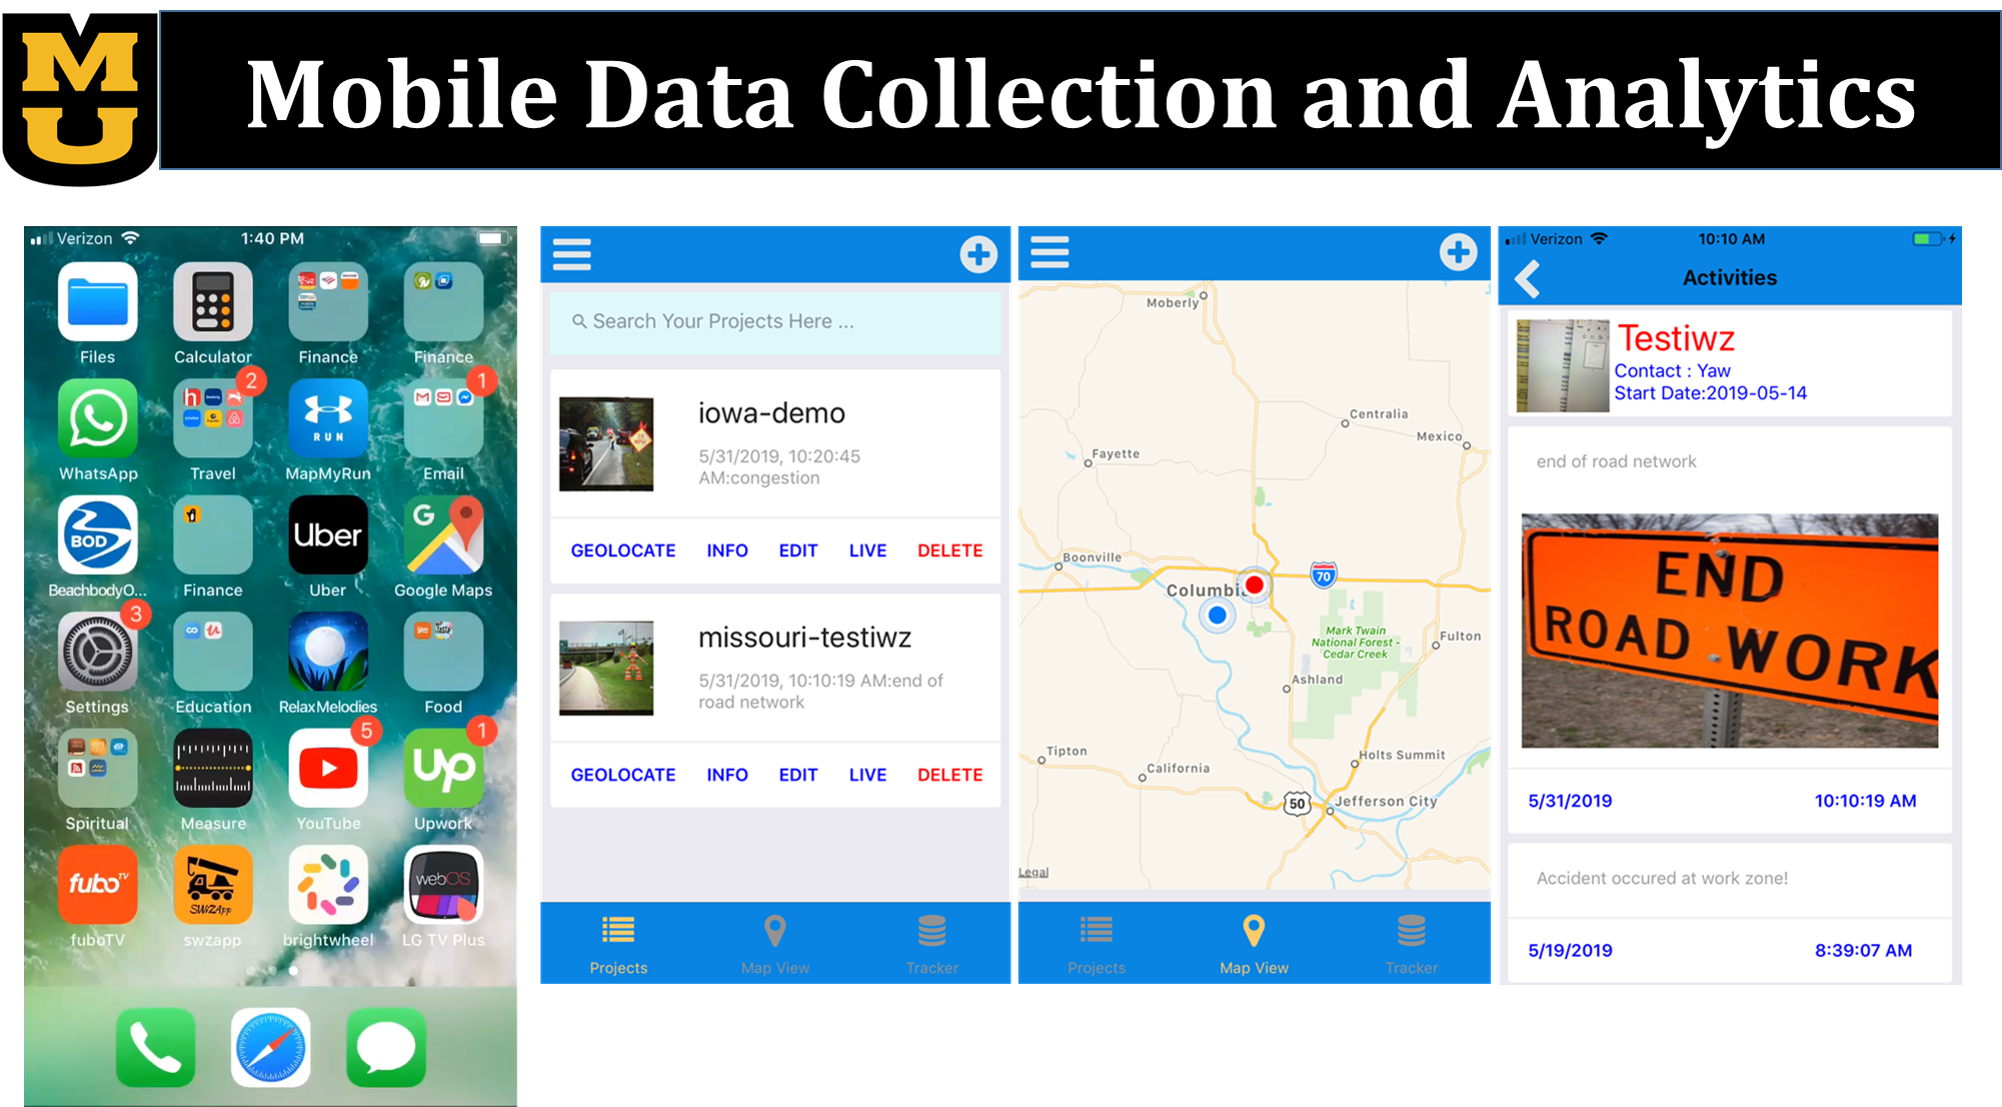 MU
Mobile Data Collection and Analytics
Verizon
1:40 PM
Files
Calculator
Finance
Finance
2
1
WhatsApp
Travel
RUN
MapMyRun
Email
BOD
Uber
G
BeachbodyO...
Finance
Uber
Google Maps
3
Settings
Education
RelaxMelodies
Food
5
1
up
Spiritual
Measure
YouTube
Upwork
fuboTV
SWZApp
webOS
fuboTV
swzapp
brightwheel
LG TV Plus
Search Your Projects Here ...
iowa-demo
5/31/2019, 10:20:45
AM:congestion
GEOLOCATE INFO EDIT LIVE DELETE
missouri-testiwz
5/31/2019, 10:10:19 AM:end of
road network
GEOLOCATE INFO EDIT LIVE DELETE
Projects
Map View
Tracker
Moberly
Centralia
Mexico
Fayette
Boonville
70
Columbi
Mark Twain
National Forest -
Cedar Creek
Fulton
Ashland
Tipton
California
Holts Summit
50
Jefferson City
Legal
Projects
Map View
Tracker
Verizon
10:10 AM
Activities
Testiwz
Contact : Yaw
Start Date:2019-05-14
end of road network
END
ROAD WORK
5/31/2019
10:10:19 AM
Accident occured at work zone!
5/19/2019
8:39:07 AM